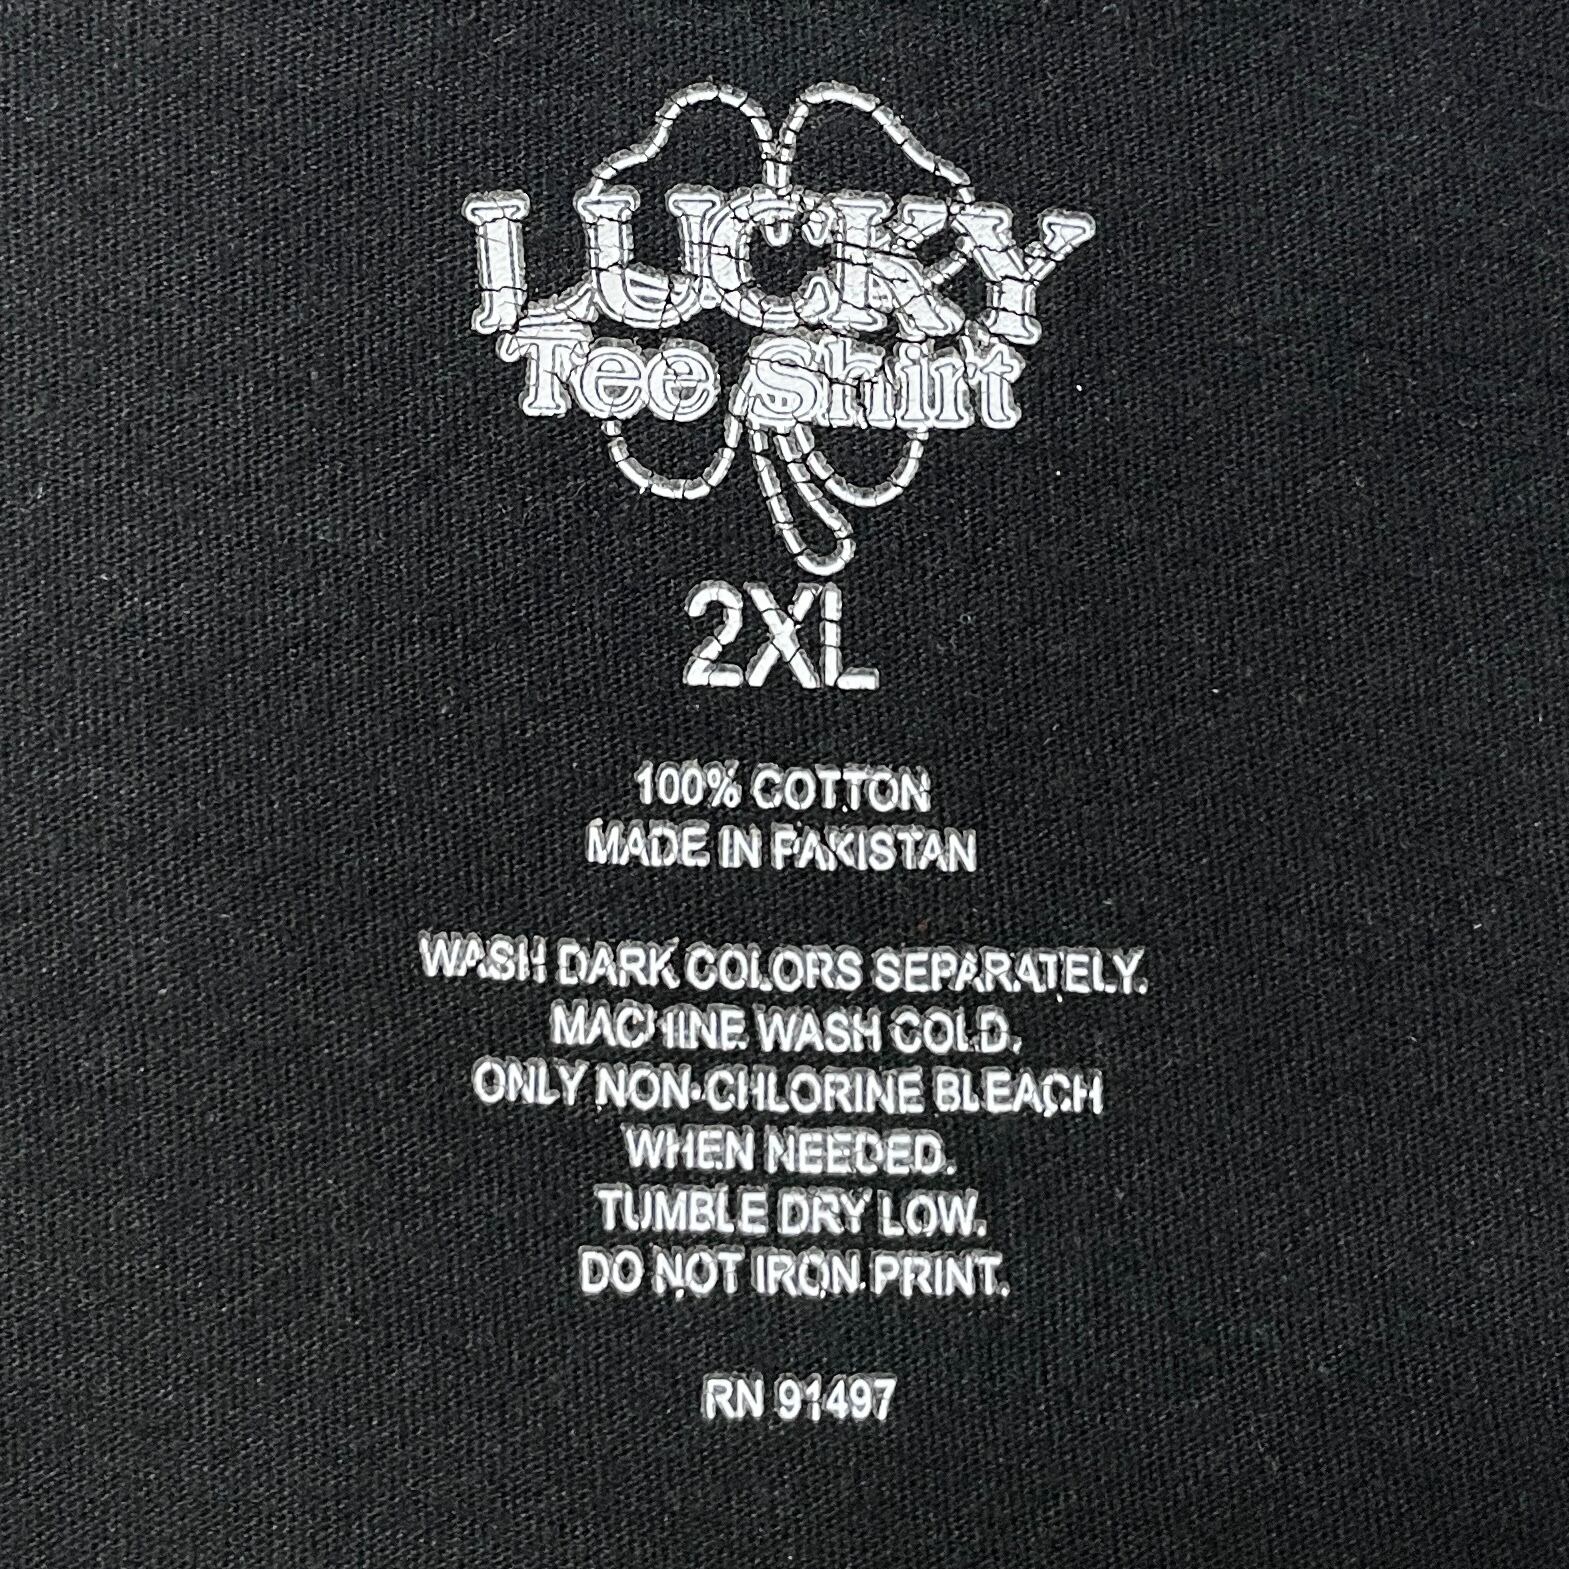 LUCKY
Tee Shirt
2XL
100% COTTON
MADE IN PAKISTAN
WASH DARK COLORS SEPARATELY.
MACHINE WASH COLD.
ONLY NON-CHLORINE BLEACH
WHEN NEEDED.
TUMBLE DRY LOW.
DO NOT IRON PRINT.
RN 91497